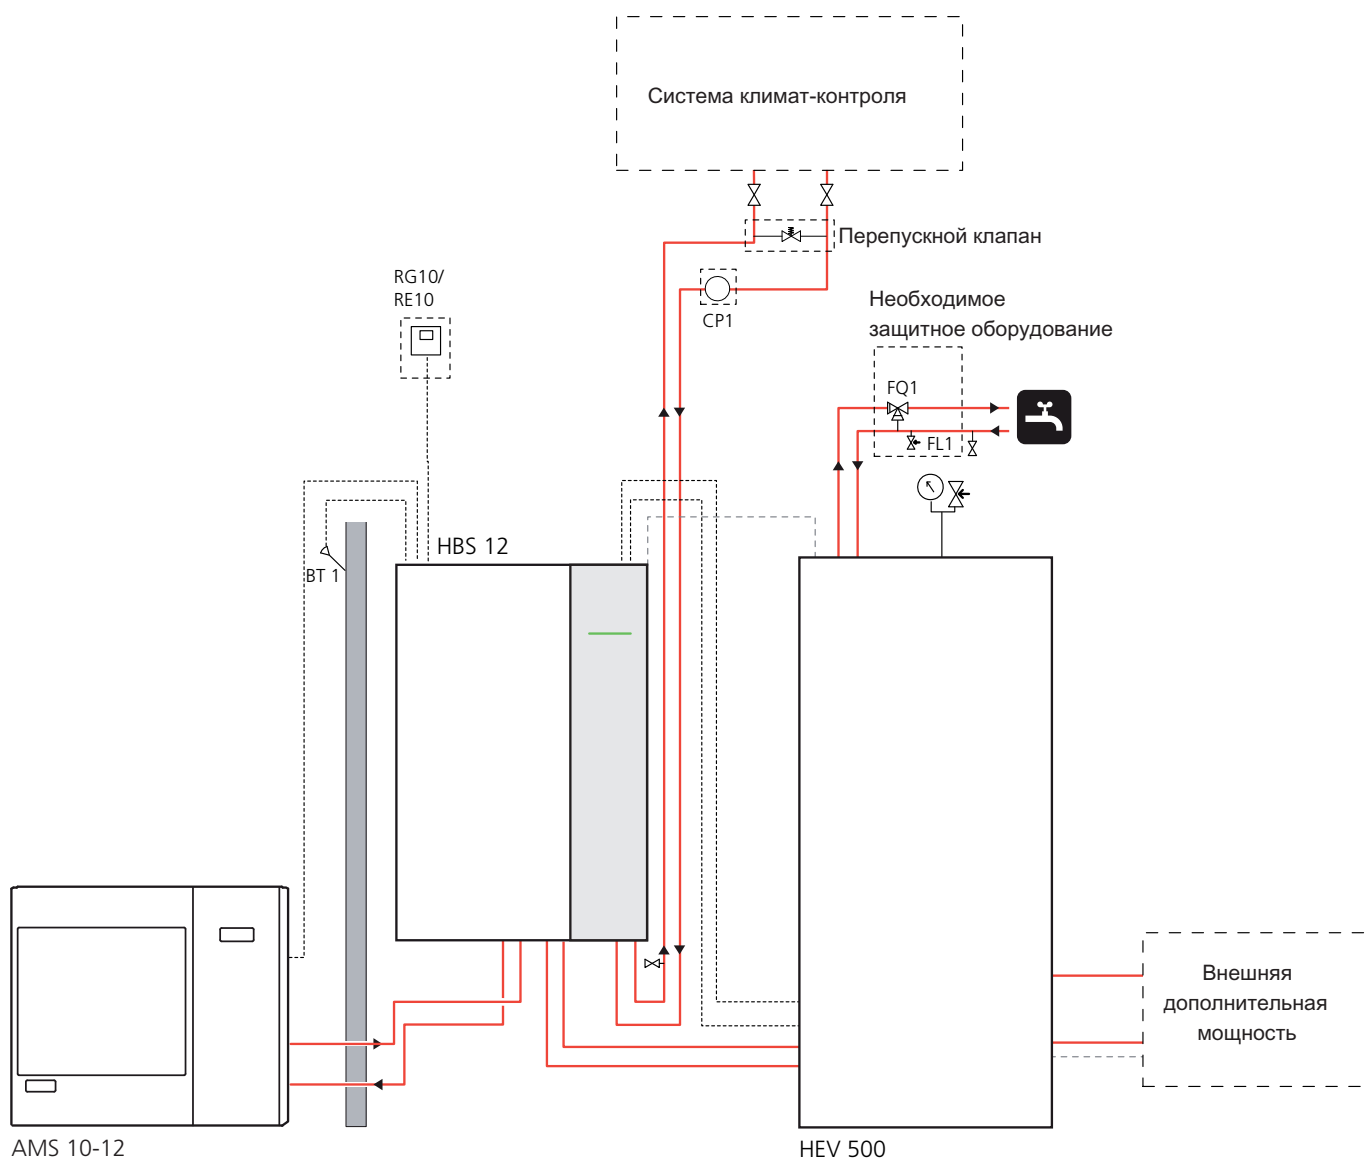 Система климат-контроля
Перепускной клапан
RG10/
RE10
CP1
Необходимое
защитное оборудование
FQ1
FL1
HBS 12
BT 1
Внешняя
дополнительная
мощность
AMS 10-12
HEV 500